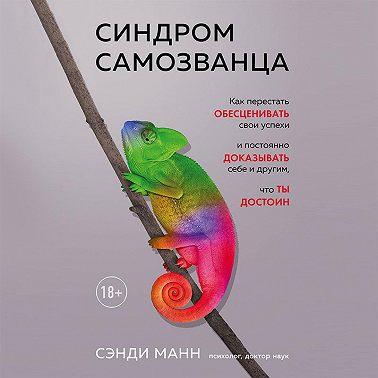 СИНДРОМ
САМОЗВАНЦА
Как перестать
ОБЕСЦЕНИВАТЬ
свои успехи
и постоянно
ДОКАЗЫВАТЬ
себе и другим,
что ТЫ
ДОСТОИН
18+
СЭНДИ МАНН психолог, доктор наук